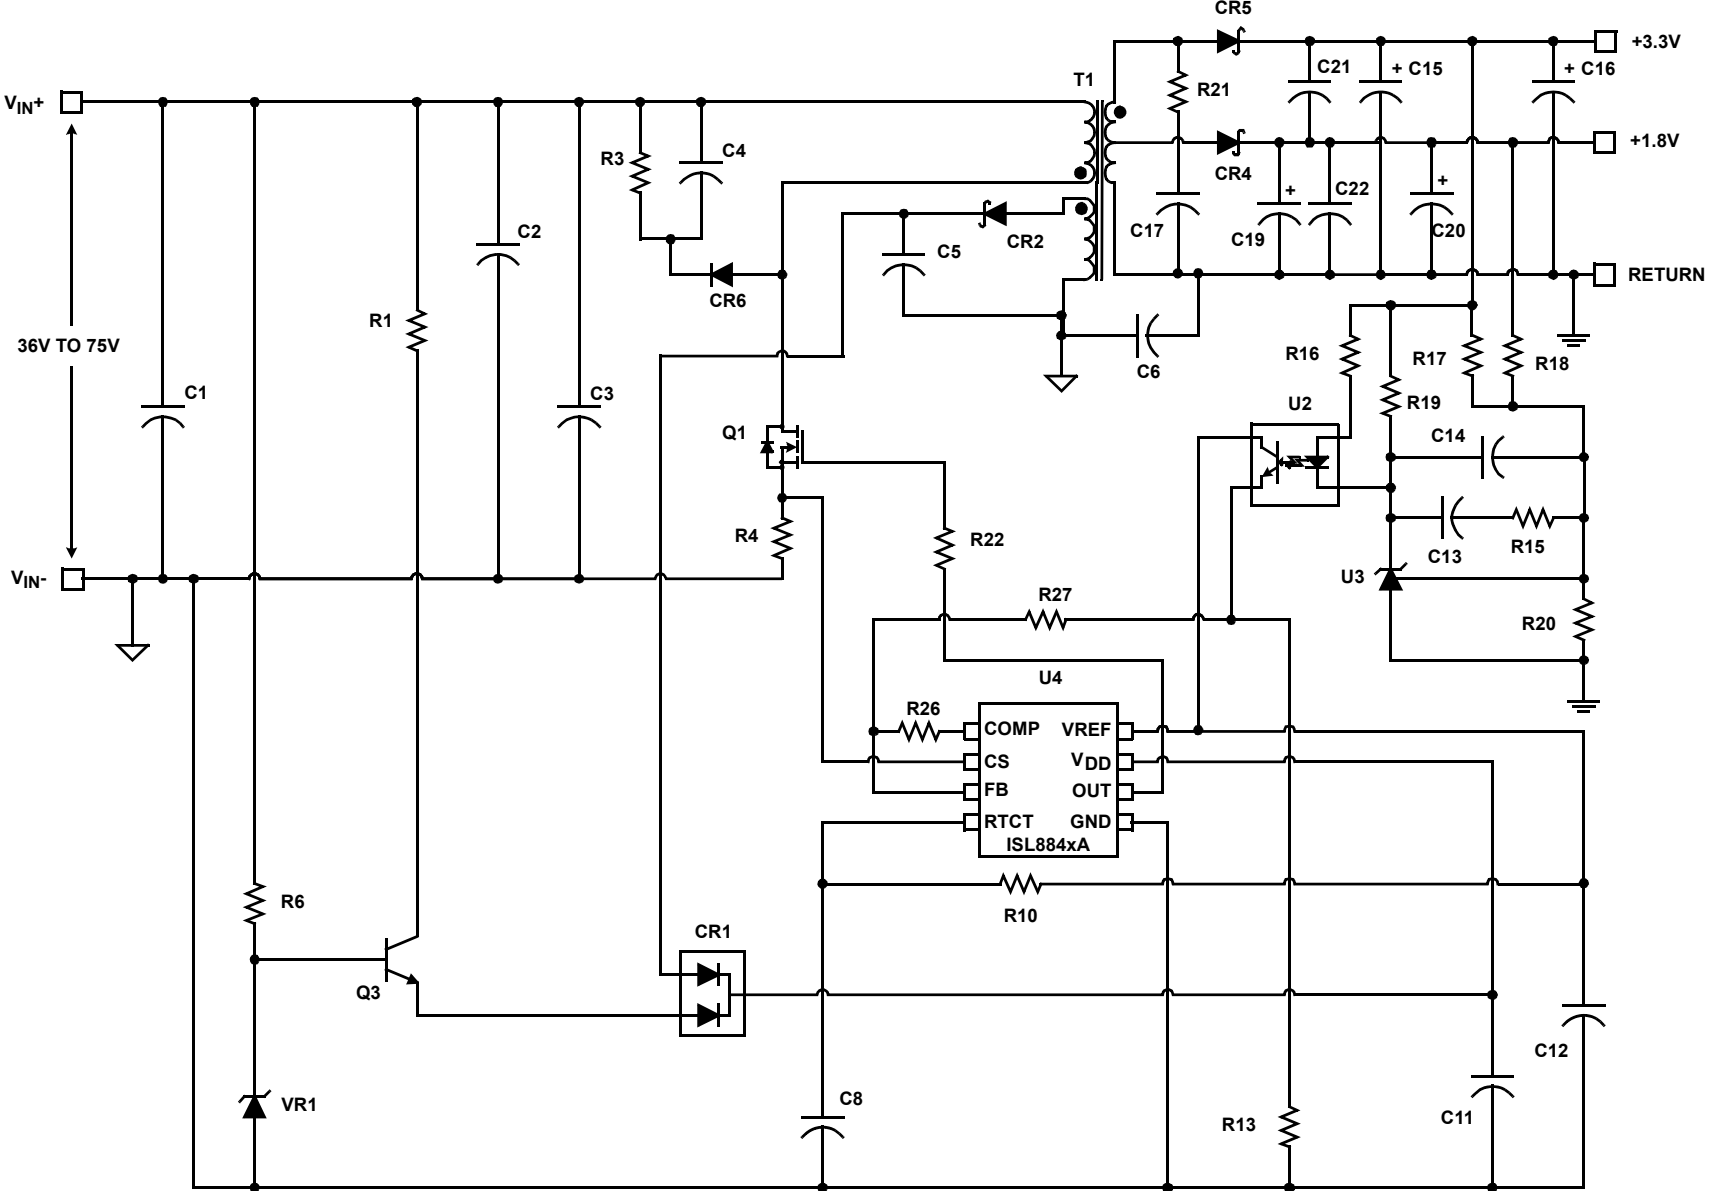 CR5
+3.3V
T1
C21
+ C15
+ C16
R21
VIN+
+1.8V
R3
C4
CR4
+
C22
+
C17
C19
C20
C2
CR2
C5
RETURN
CR6
R1
36V TO 75V
R16
R17
R18
C6
C1
C3
U2
R19
Q1
C14
R4
R22
R15
C13
VIN-
U3
R27
R20
U4
R26
COMP
VREF
CS
VDD
FB
OUT
RTCT
GND
ISL884xA
R6
R10
CR1
Q3
C12
VR1
C8
R13
C11